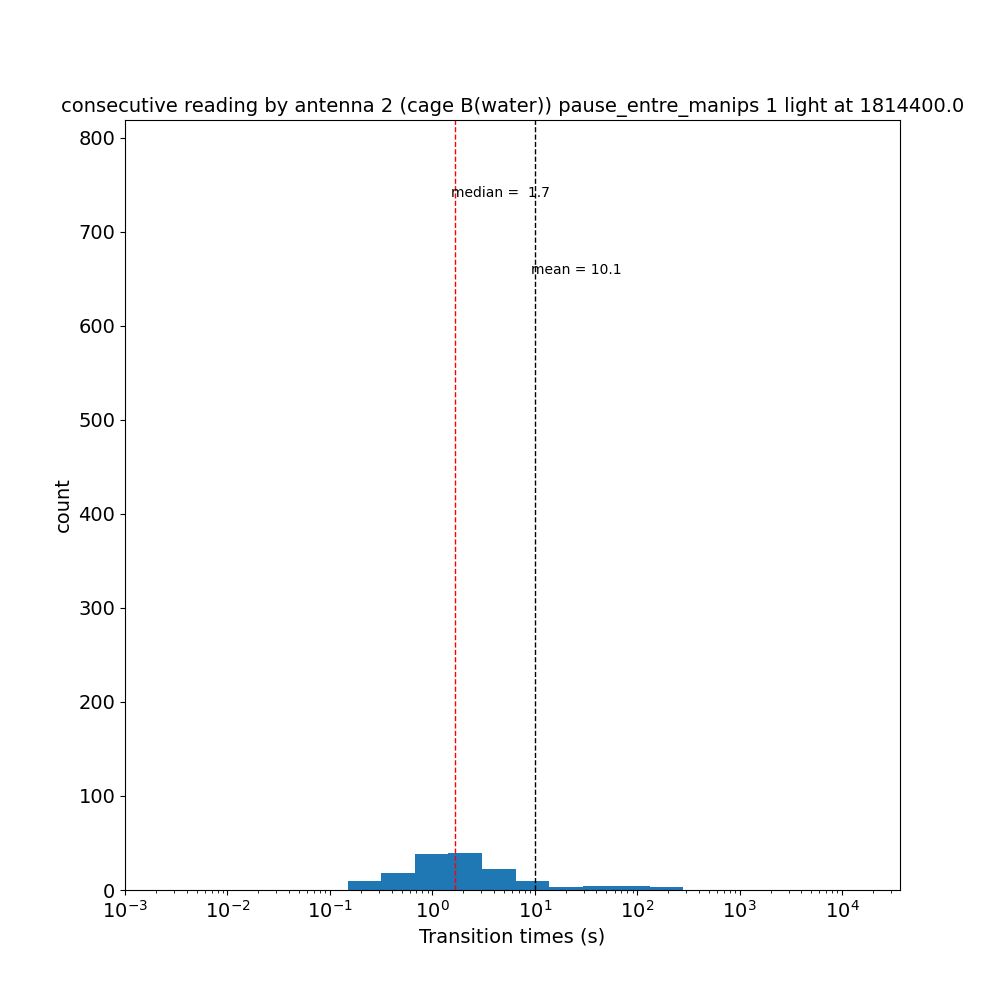 consecutive reading by antenna 2 (cage B(water)) pause_entre_manips 1 light at 1814400.0
800
median =  1.7
700
mean = 10.1
600
500
count
400
300
200
100
0
10⁻³ 10⁻² 10⁻¹ 10⁰ 10¹ 10² 10³ 10⁴
Transition times (s)